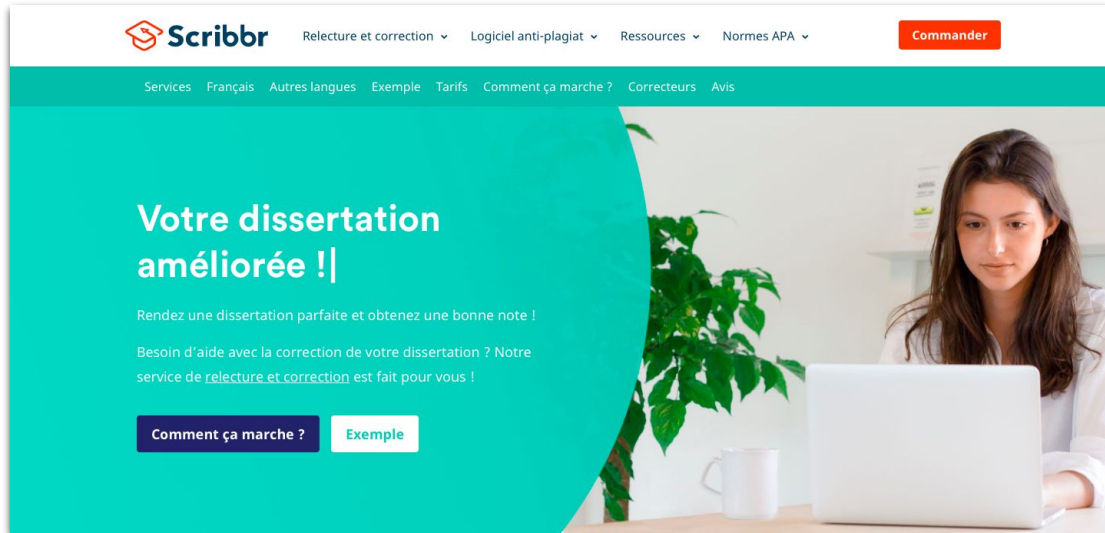 Scribbr
Relecture et correction
Logiciel anti-plagiat
Ressources
Normes APA
Commander
Services
Français
Autres langues
Exemple
Tarifs
Comment ça marche ?
Correcteurs
Avis
Votre dissertation
améliorée !|
Rendez une dissertation parfaite et obtenez une bonne note !
Besoin d'aide avec la correction de votre dissertation ? Notre
service de relecture et correction est fait pour vous !
Comment ça marche ?
Exemple